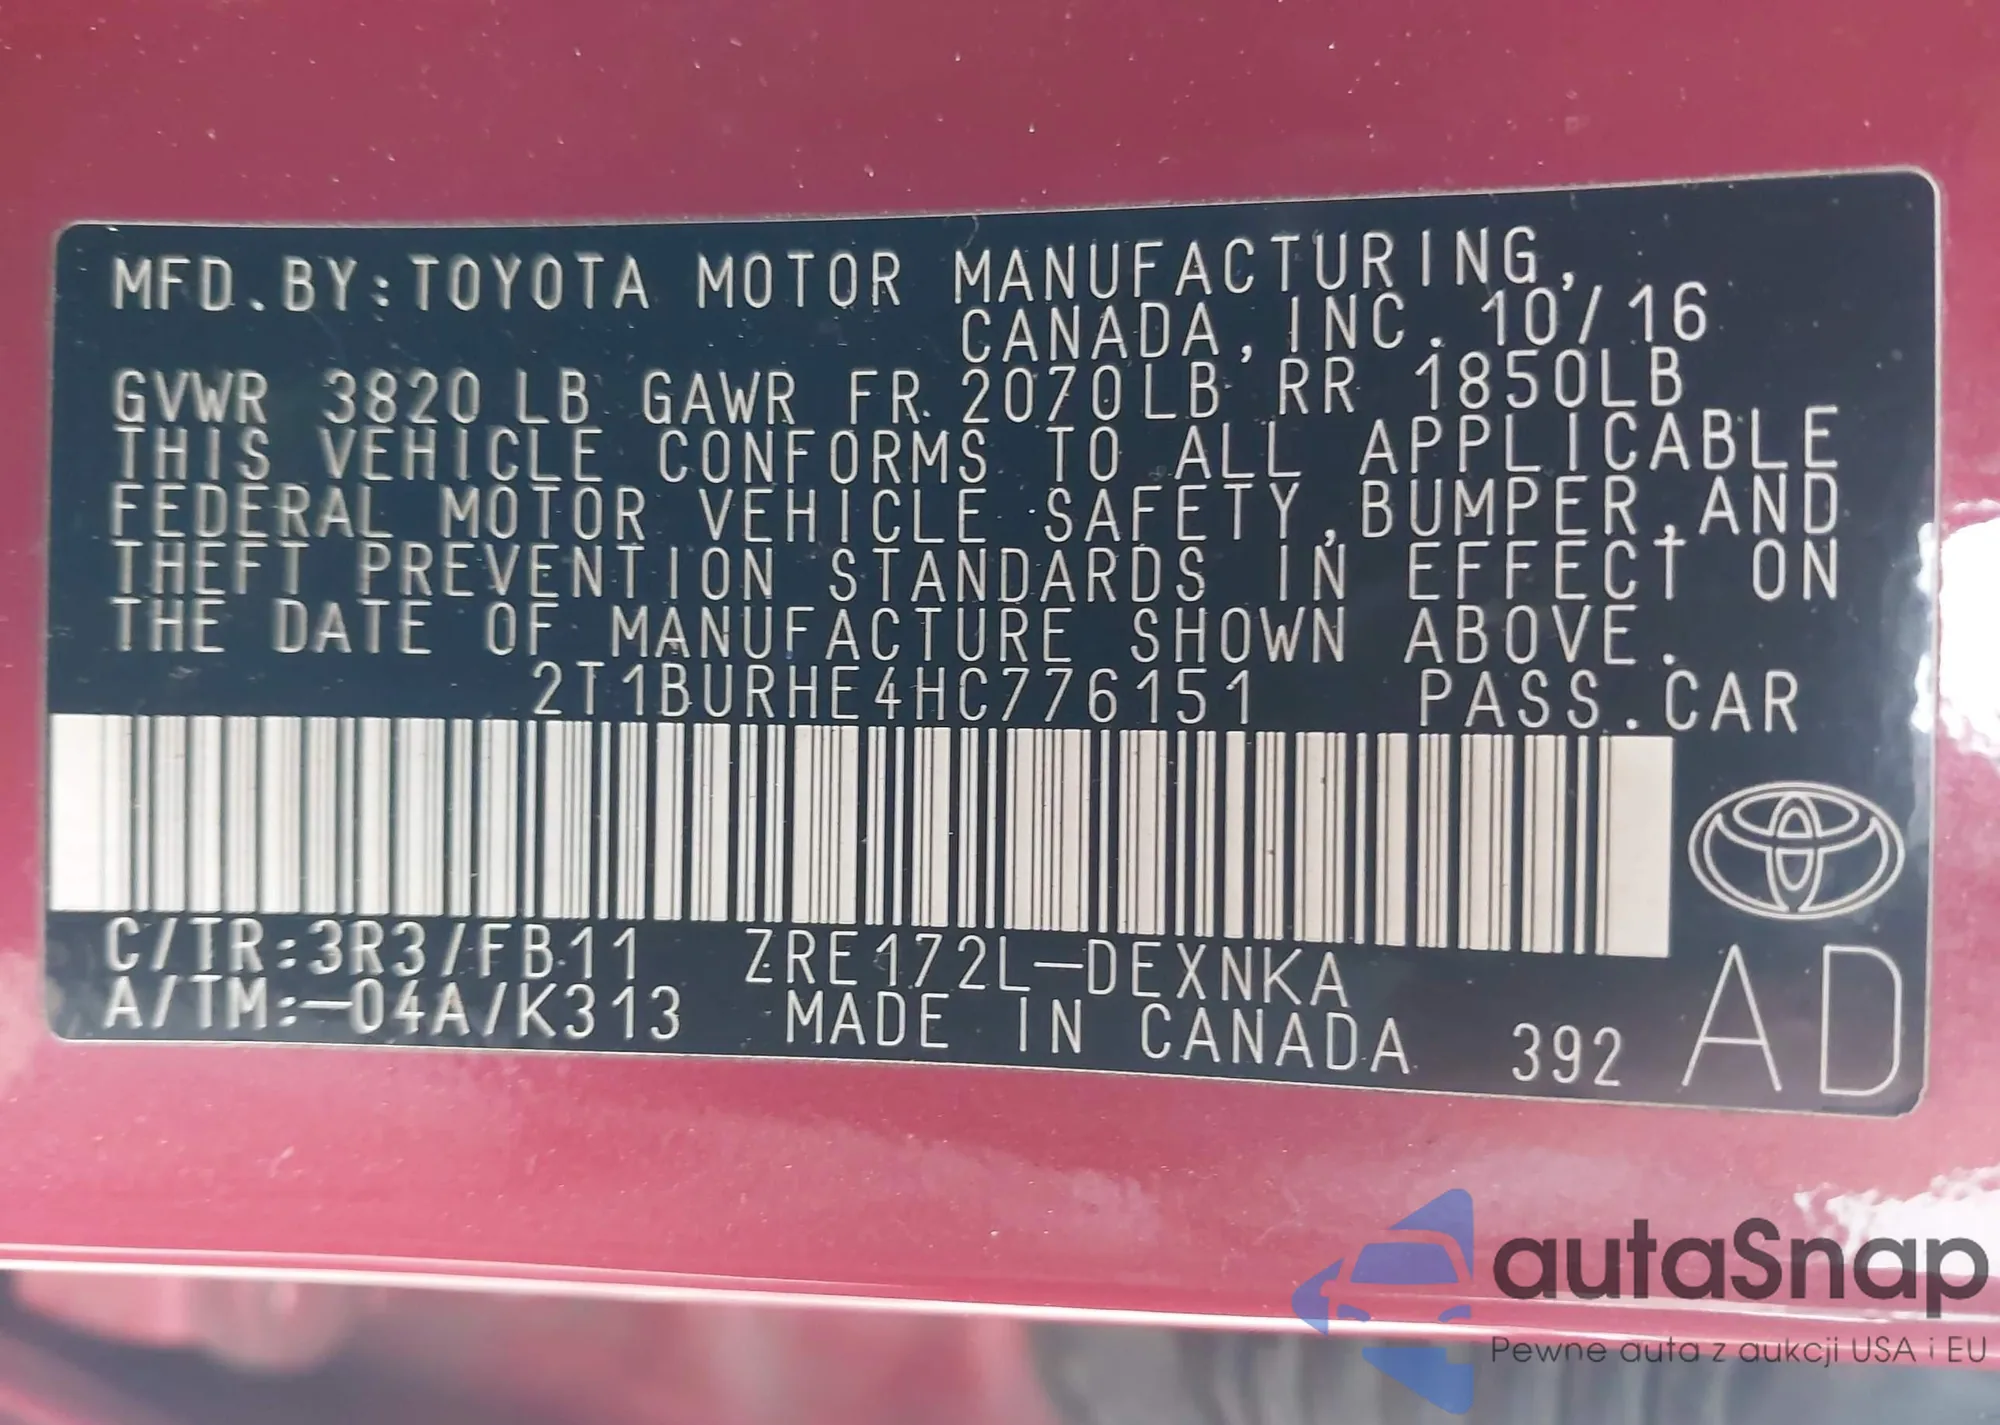 MFD.BY:TOYOTA MOTOR MANUFACTURING,
CANADA,INC. 10/16
GVWR 3820LB GAWR FR 2070LB RR 1850LB
THIS VEHICLE CONFORMS TO ALL APPLICABLE
FEDERAL MOTOR VEHICLE SAFETY,BUMPER,AND
THEFT PREVENTION STANDARDS IN EFFECT ON
THE DATE OF MANUFACTURE SHOWN ABOVE.
2T1BURHE4HC776151 PASS.CAR
C/TR:3R3/FB11 ZRE172L-DEXNKA
A/TM:-04A/K313 MADE IN CANADA 392 AD
autaSnap
Pewne auta z aukcji USA i EU